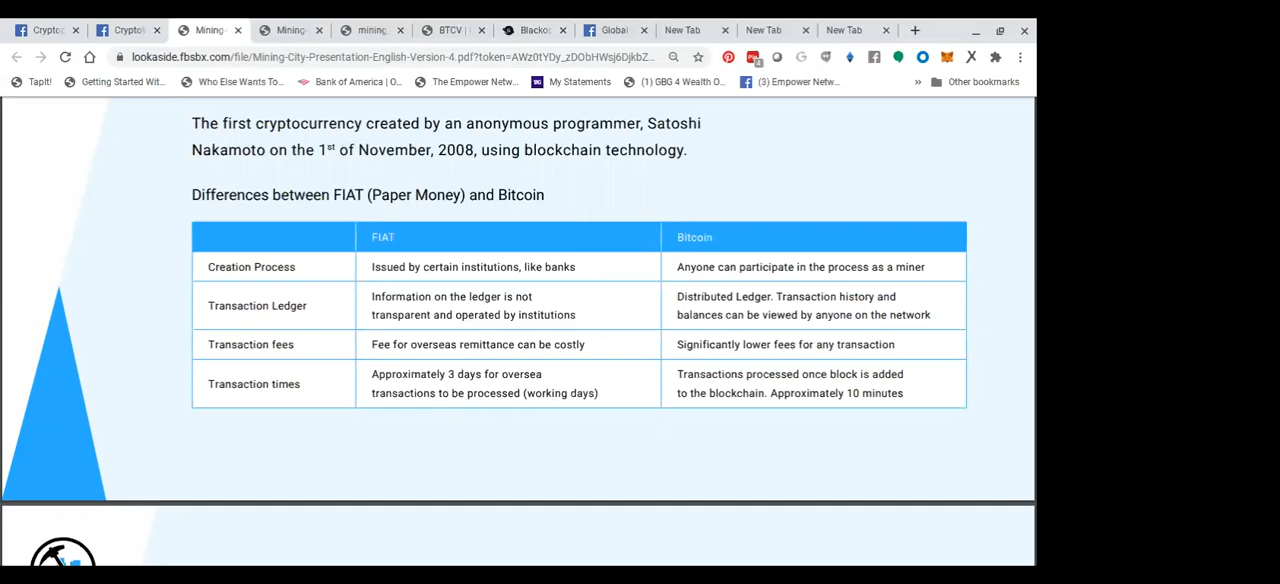 Cryptoc
CryptoV
Mining-
Mining-
mining
BTCV |
Blacko
Global
New Tab
New Tab
New Tab
lookaside.fbsbx.com/file/Mining-City-Presentation-English-Version-4.pdf?token=AWz0tYDy_zDObHWsj6DjkbZ...
Tapit!
Getting Started Wit...
Who Else Wants To...
Bank of America | O...
The Empower Netw...
My Statements
(1) GBG 4 Wealth O...
(3) Empower Netw...
»
Other bookmarks
The first cryptocurrency created by an anonymous programmer, Satoshi
Nakamoto on the 1st of November, 2008, using blockchain technology.
Differences between FIAT (Paper Money) and Bitcoin
FIAT
Bitcoin
Creation Process
Issued by certain institutions, like banks
Anyone can participate in the process as a miner
Transaction Ledger
Information on the ledger is not
transparent and operated by institutions
Distributed Ledger. Transaction history and
balances can be viewed by anyone on the network
Transaction fees
Fee for overseas remittance can be costly
Significantly lower fees for any transaction
Transaction times
Approximately 3 days for oversea
transactions to be processed (working days)
Transactions processed once block is added
to the blockchain. Approximately 10 minutes